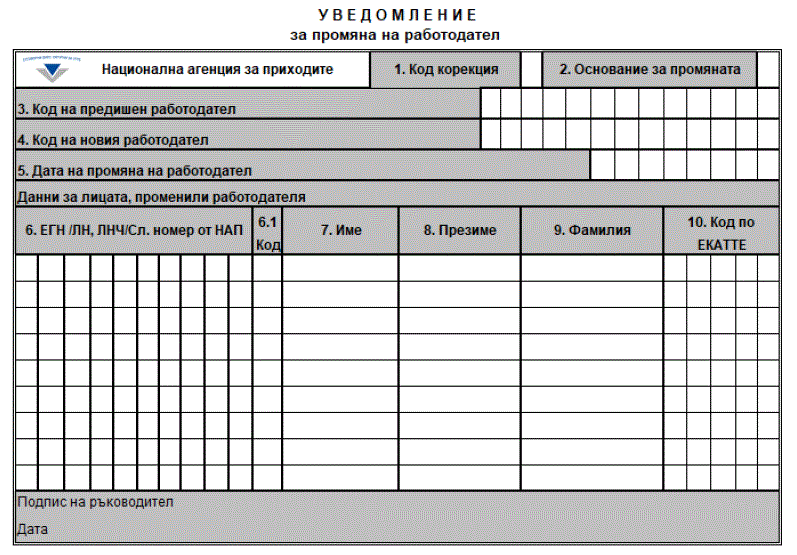 УВЕДОМЛЕНИЕ
за промяна на работодател
Национална агенция за приходите
1. Код корекция
2. Основание за промяната
3. Код на предишен работодател
4. Код на новия работодател
5. Дата на промяна на работодател
Данни за лицата, променили работодателя
6. ЕГН /ЛН, ЛНЧ/Сл. номер от НАП
6.1
Код
7. Име
8. Презиме
9. Фамилия
10. Код по
ЕКАТТЕ
Подпис на ръководител
Дата